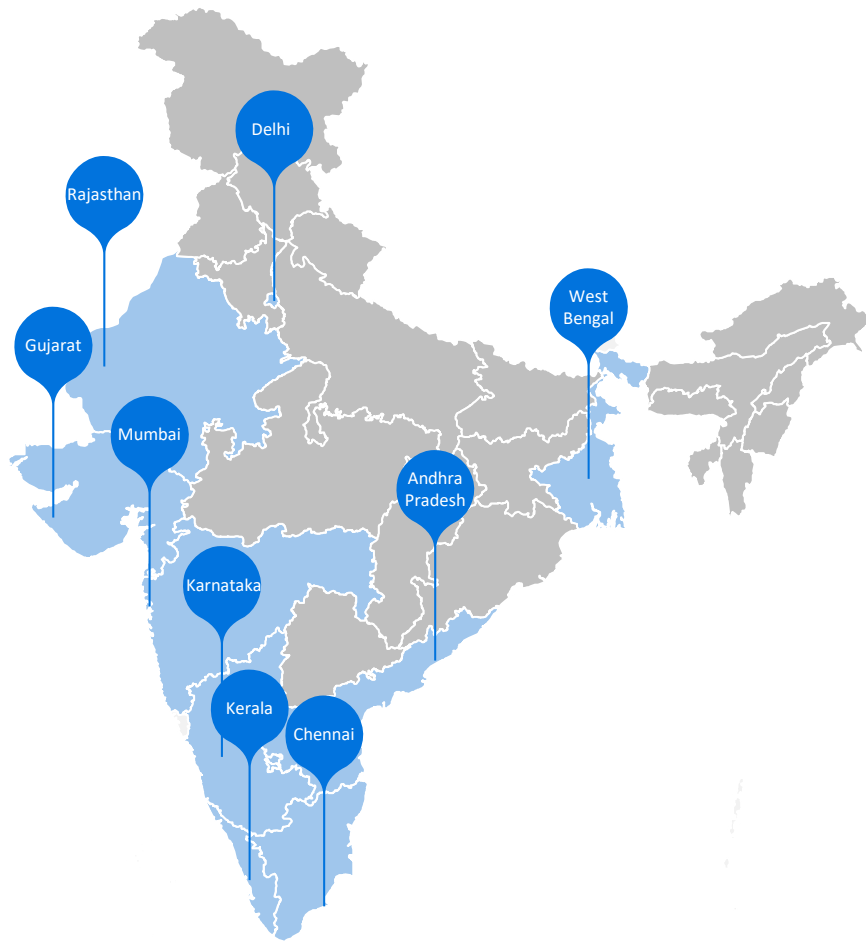 Delhi
Rajasthan
West
Bengal
Gujarat
Mumbai
Andhra
Pradesh
Karnataka
Kerala
Chennai